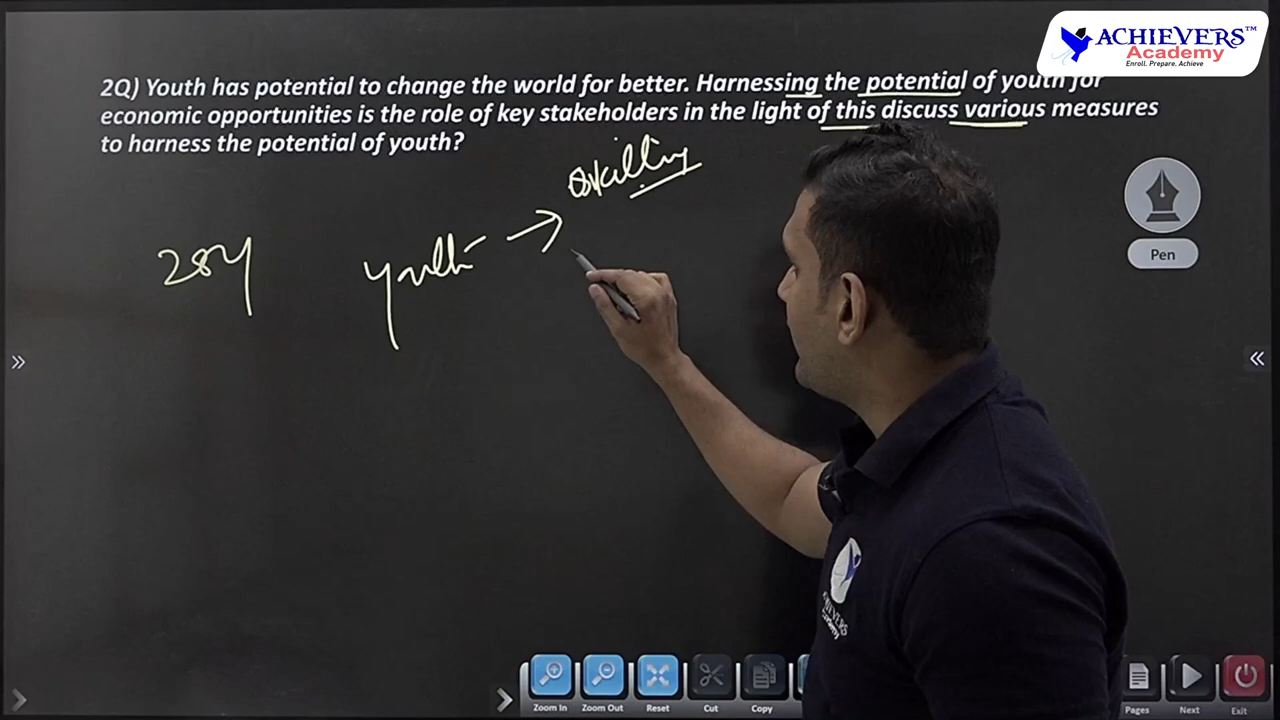 ACHIEVERS™
Academy
Enroll. Prepare. Achieve
2Q) Youth has potential to change the world for better. Harnessing the potential of youth for
economic opportunities is the role of key stakeholders in the light of this discuss various measures
to harness the potential of youth?
skilling
28y youth →
Pen
»
«
ACHIEVERS
Academy
Zoom In Zoom Out Reset Cut Copy Pages Next Exit